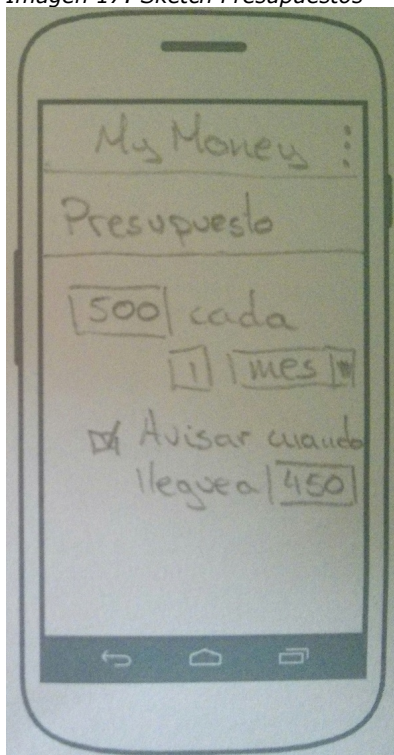 Imagen 17: Sketch Presupuestos
My Money
Presupuesto
500 cada
1 mes
Avisar cuando
llegue a 450